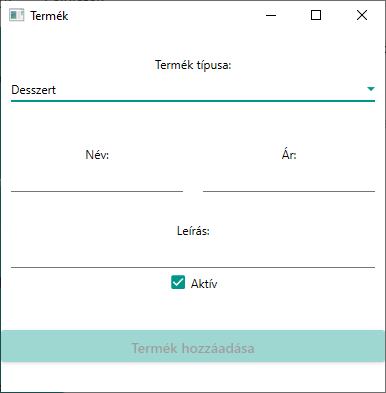 Termék
Termék típusa:
Desszert
Név:
Ár:
Leírás:
Aktív
Termék hozzáadása